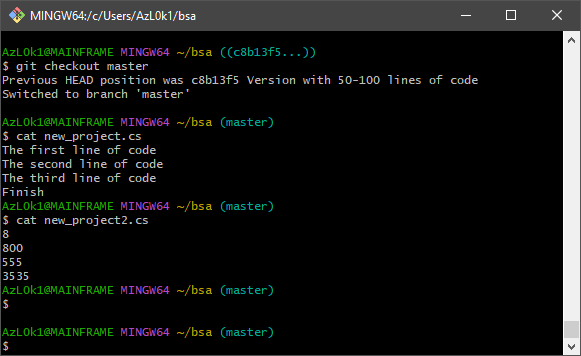 MINGW64:/c/Users/AzL0k1/bsa
AzL0k1@MAINFRAME MINGW64 ~/bsa ((c8b13f5...))
$ git checkout master
Previous HEAD position was c8b13f5 Version with 50-100 lines of code
Switched to branch 'master'
AzL0k1@MAINFRAME MINGW64 ~/bsa (master)
$ cat new_project.cs
The first line of code
The second line of code
The third line of code
Finish
AzL0k1@MAINFRAME MINGW64 ~/bsa (master)
$ cat new_project2.cs
8
800
555
3535
AzL0k1@MAINFRAME MINGW64 ~/bsa (master)
$
AzL0k1@MAINFRAME MINGW64 ~/bsa (master)
$